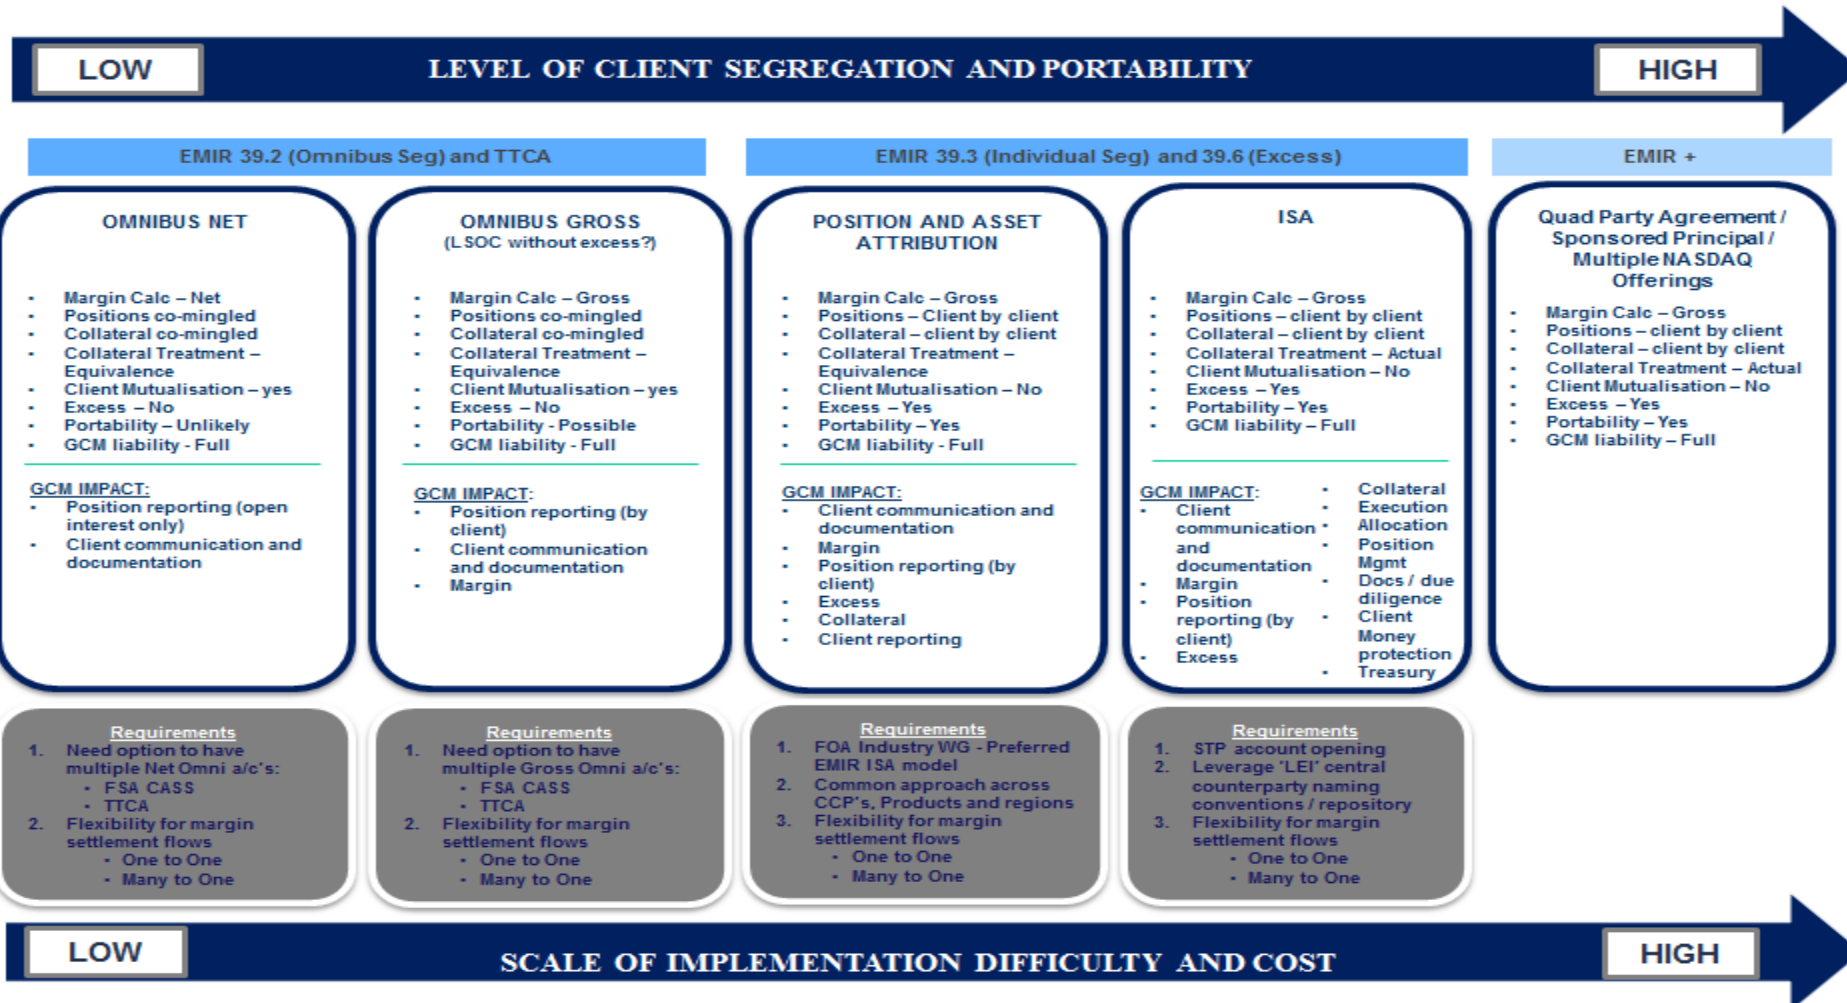 LOW
LEVEL OF CLIENT SEGREGATION AND PORTABILITY
HIGH
EMIR 39.2 (Omnibus Seg) and TTCA
EMIR 39.3 (Individual Seg) and 39.6 (Excess)
EMIR +
OMNIBUS NET
- Margin Calc – Net
- Positions co-mingled
- Collateral co-mingled
- Collateral Treatment –
Equivalence
- Client Mutualisation – yes
- Excess – No
- Portability – Unlikely
- GCM liability - Full
GCM IMPACT:
- Position reporting (open
interest only)
- Client communication and
documentation
OMNIBUS GROSS
(LSOC without excess?)
- Margin Calc – Gross
- Positions co-mingled
- Collateral co-mingled
- Collateral Treatment –
Equivalence
- Client Mutualisation – yes
- Excess – No
- Portability - Possible
- GCM liability - Full
GCM IMPACT:
- Position reporting (by
client)
- Client communication
and documentation
- Margin
POSITION AND ASSET
ATTRIBUTION
- Margin Calc – Gross
- Positions – Client by client
- Collateral – client by client
- Collateral Treatment –
Equivalence
- Client Mutualisation – No
- Excess – Yes
- Portability – Yes
- GCM liability - Full
GCM IMPACT:
- Client communication and
documentation
- Margin
- Position reporting (by
client)
- Excess
- Collateral
- Client reporting
ISA
- Margin Calc – Gross
- Positions – client by client
- Collateral – client by client
- Collateral Treatment – Actual
- Client Mutualisation – No
- Excess – Yes
- Portability – Yes
- GCM liability – Full
GCM IMPACT:
- Client
communication
and
documentation
- Margin
- Position
reporting (by
client)
- Excess
- Collateral
- Execution
- Allocation
- Position
Mgmt
- Docs / due
diligence
- Client
Money
protection
- Treasury
Quad Party Agreement /
Sponsored Principal /
Multiple NASDAQ
Offerings
- Margin Calc – Gross
- Positions – client by client
- Collateral – client by client
- Collateral Treatment – Actual
- Client Mutualisation – No
- Excess – Yes
- Portability – Yes
- GCM liability – Full
Requirements
1. Need option to have
multiple Net Omni a/c's:
- FSA CASS
- TTCA
2. Flexibility for margin
settlement flows
- One to One
- Many to One
Requirements
1. Need option to have
multiple Gross Omni a/c's:
- FSA CASS
- TTCA
2. Flexibility for margin
settlement flows
- One to One
- Many to One
Requirements
1. FOA Industry WG - Preferred
EMIR ISA model
2. Common approach across
CCP's, Products and regions
3. Flexibility for margin
settlement flows
- One to One
- Many to One
Requirements
1. STP account opening
2. Leverage 'LEI' central
counterparty naming
conventions / repository
3. Flexibility for margin
settlement flows
- One to One
- Many to One
LOW
SCALE OF IMPLEMENTATION DIFFICULTY AND COST
HIGH